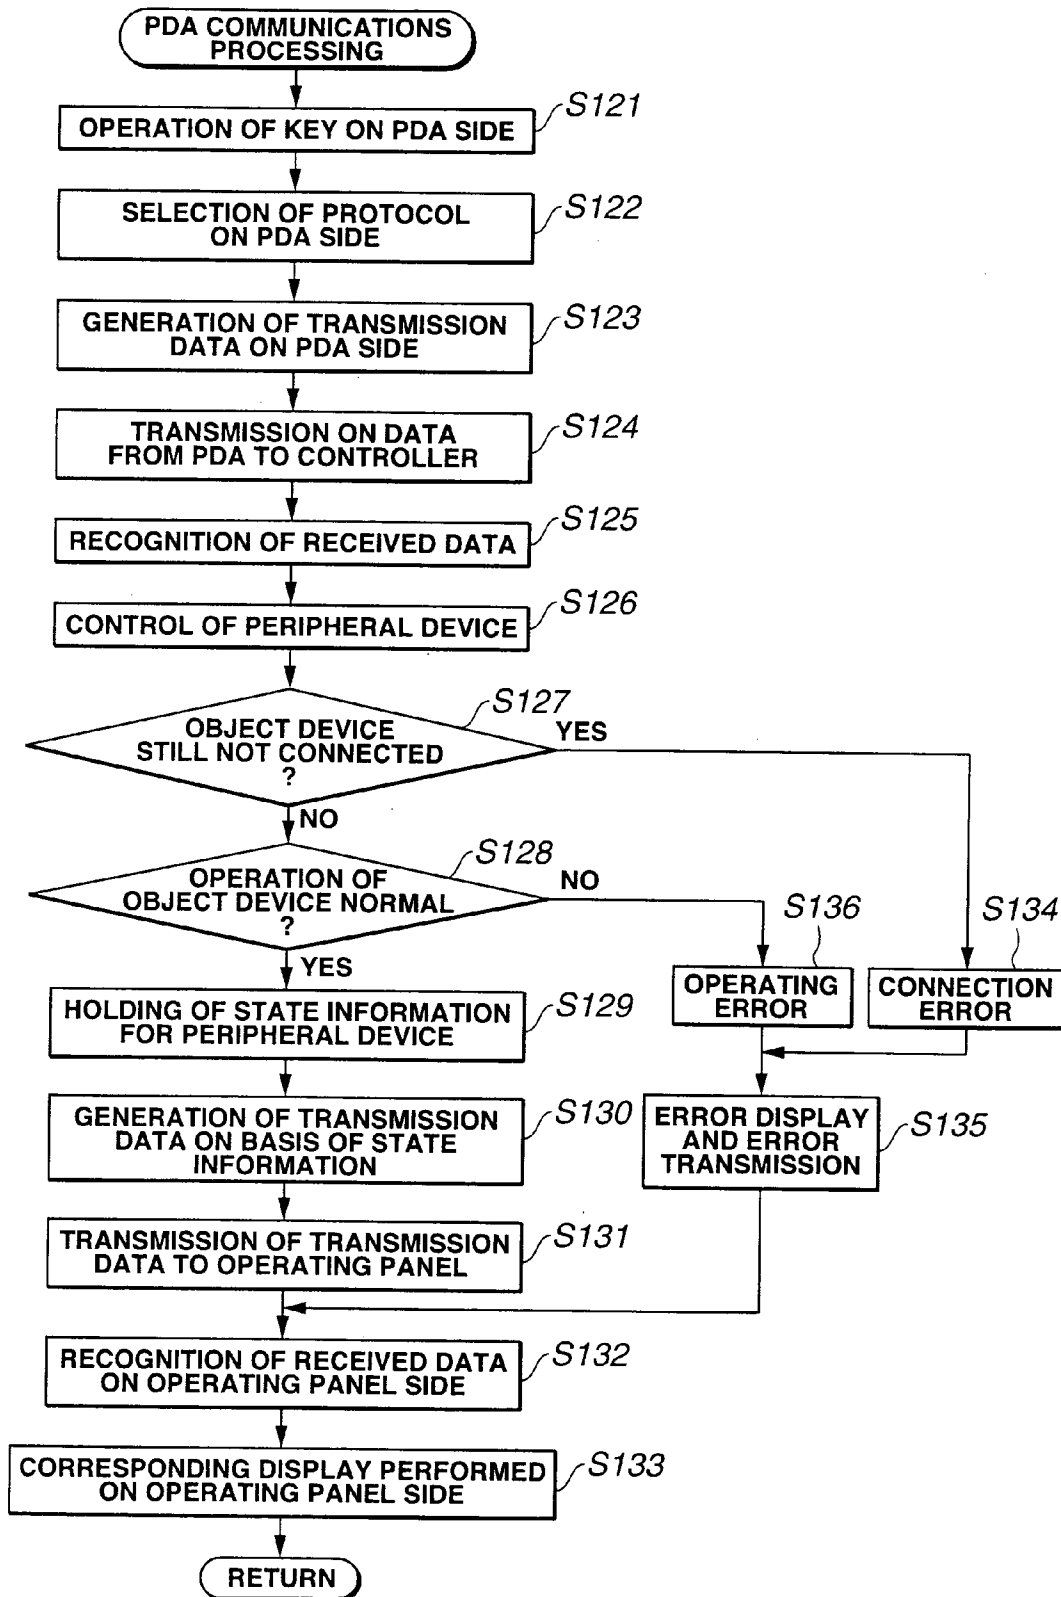 PDA COMMUNICATIONS
PROCESSING
S121
OPERATION OF KEY ON PDA SIDE
S122
SELECTION OF PROTOCOL
ON PDA SIDE
S123
GENERATION OF TRANSMISSION
DATA ON PDA SIDE
S124
TRANSMISSION ON DATA
FROM PDA TO CONTROLLER
S125
RECOGNITION OF RECEIVED DATA
S126
CONTROL OF PERIPHERAL DEVICE
S127
OBJECT DEVICE
STILL NOT CONNECTED
?
YES
NO
S128
OPERATION OF
OBJECT DEVICE NORMAL
?
NO
YES
S136
OPERATING
ERROR
S134
CONNECTION
ERROR
S129
HOLDING OF STATE INFORMATION
FOR PERIPHERAL DEVICE
S130
GENERATION OF TRANSMISSION
DATA ON BASIS OF STATE
INFORMATION
S135
ERROR DISPLAY
AND ERROR
TRANSMISSION
S131
TRANSMISSION OF TRANSMISSION
DATA TO OPERATING PANEL
S132
RECOGNITION OF RECEIVED DATA
ON OPERATING PANEL SIDE
S133
CORRESPONDING DISPLAY PERFORMED
ON OPERATING PANEL SIDE
RETURN